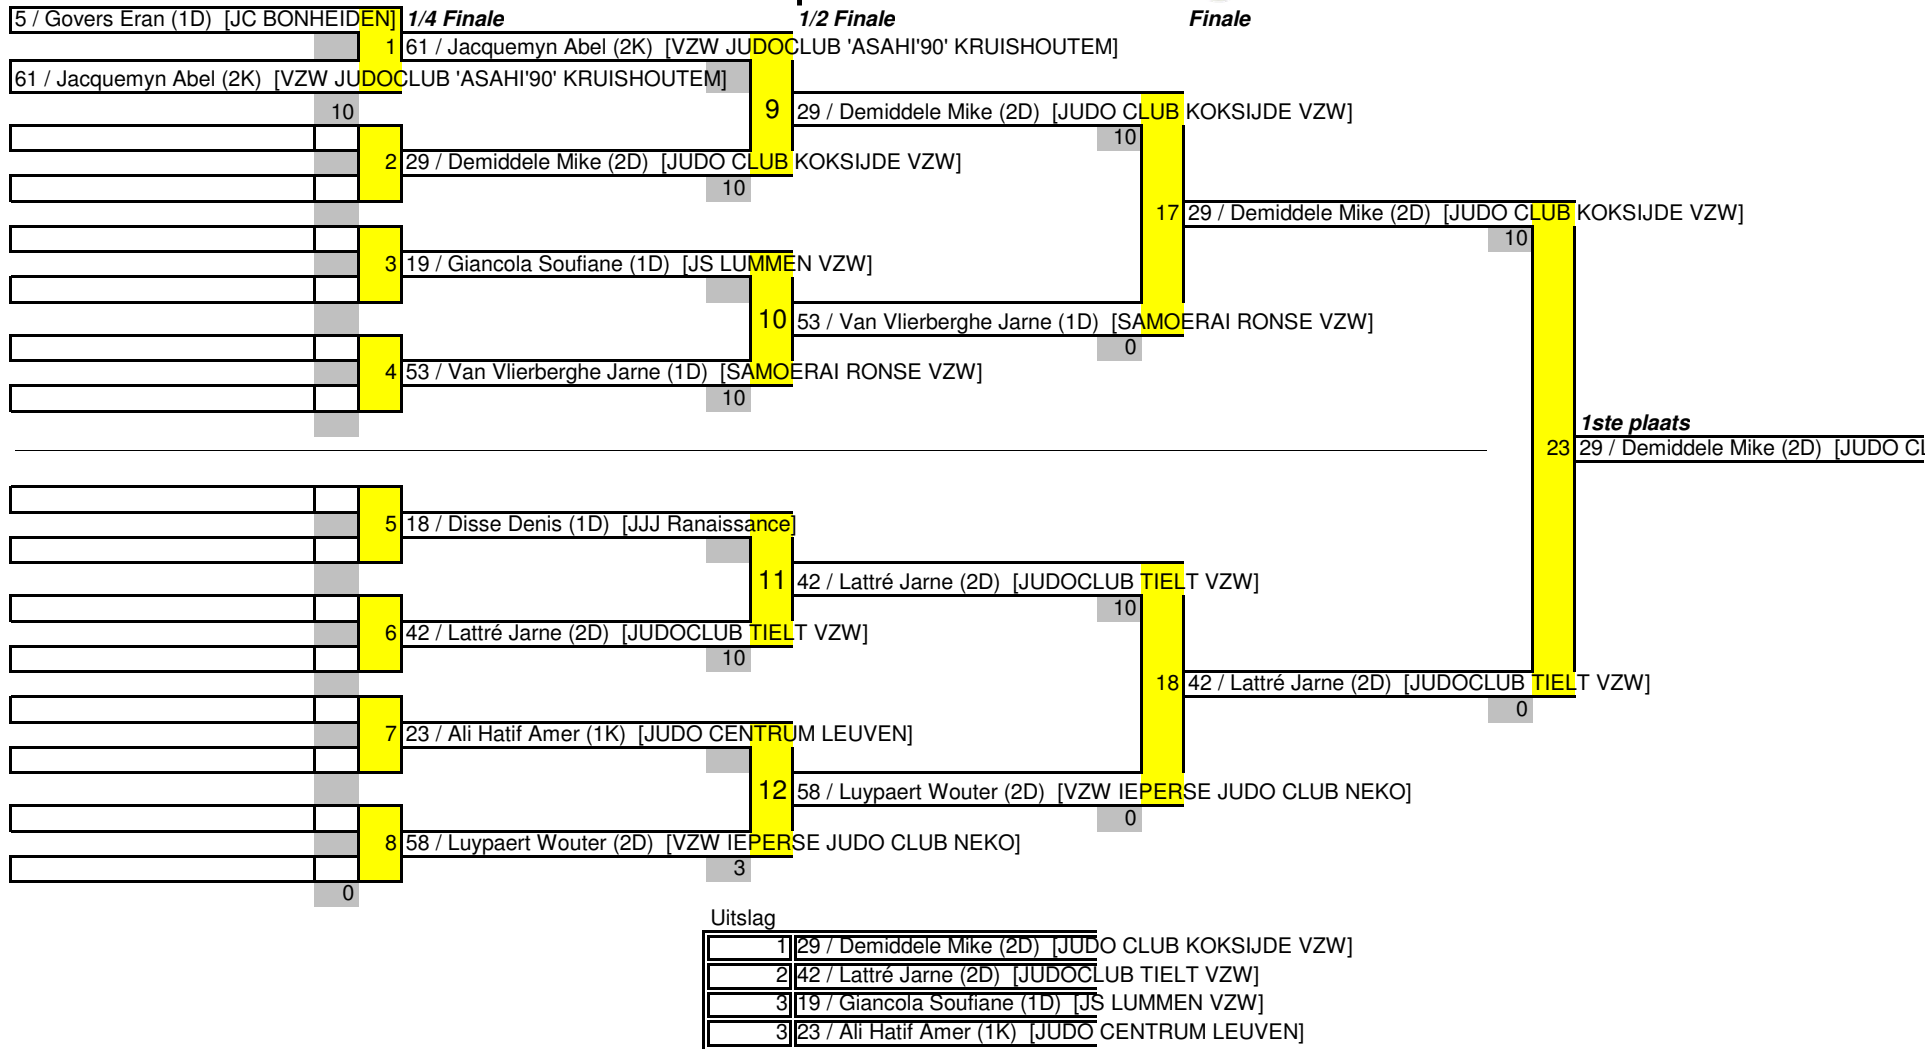 5 / Govers Eran (1D) [JC BONHEIDEN] 1/4 Finale 1/2 Finale Finale
1 61 / Jacquemyn Abel (2K) [VZW JUDOCLUB 'ASAHI'90' KRUISHOUTEM]
61 / Jacquemyn Abel (2K) [VZW JUDOCLUB 'ASAHI'90' KRUISHOUTEM]
10 9 29 / Demiddele Mike (2D) [JUDO CLUB KOKSIJDE VZW]
10
2 29 / Demiddele Mike (2D) [JUDO CLUB KOKSIJDE VZW]
10
17 29 / Demiddele Mike (2D) [JUDO CLUB KOKSIJDE VZW]
10
3 19 / Giancola Soufiane (1D) [JS LUMMEN VZW]
10 53 / Van Vlierberghe Jarne (1D) [SAMOERAI RONSE VZW]
0
4 53 / Van Vlierberghe Jarne (1D) [SAMOERAI RONSE VZW]
10
1ste plaats
23 29 / Demiddele Mike (2D) [JUDO CL
5 18 / Disse Denis (1D) [JJJ Ranaissance]
11 42 / Lattré Jarne (2D) [JUDOCLUB TIELT VZW]
10
6 42 / Lattré Jarne (2D) [JUDOCLUB TIELT VZW]
10
18 42 / Lattré Jarne (2D) [JUDOCLUB TIELT VZW]
0
7 23 / Ali Hatif Amer (1K) [JUDO CENTRUM LEUVEN]
12 58 / Luypaert Wouter (2D) [VZW IEPERSE JUDO CLUB NEKO]
0
8 58 / Luypaert Wouter (2D) [VZW IEPERSE JUDO CLUB NEKO]
3
0
Uitslag
1 29 / Demiddele Mike (2D) [JUDO CLUB KOKSIJDE VZW]
2 42 / Lattré Jarne (2D) [JUDOCLUB TIELT VZW]
3 19 / Giancola Soufiane (1D) [JS LUMMEN VZW]
3 23 / Ali Hatif Amer (1K) [JUDO CENTRUM LEUVEN]